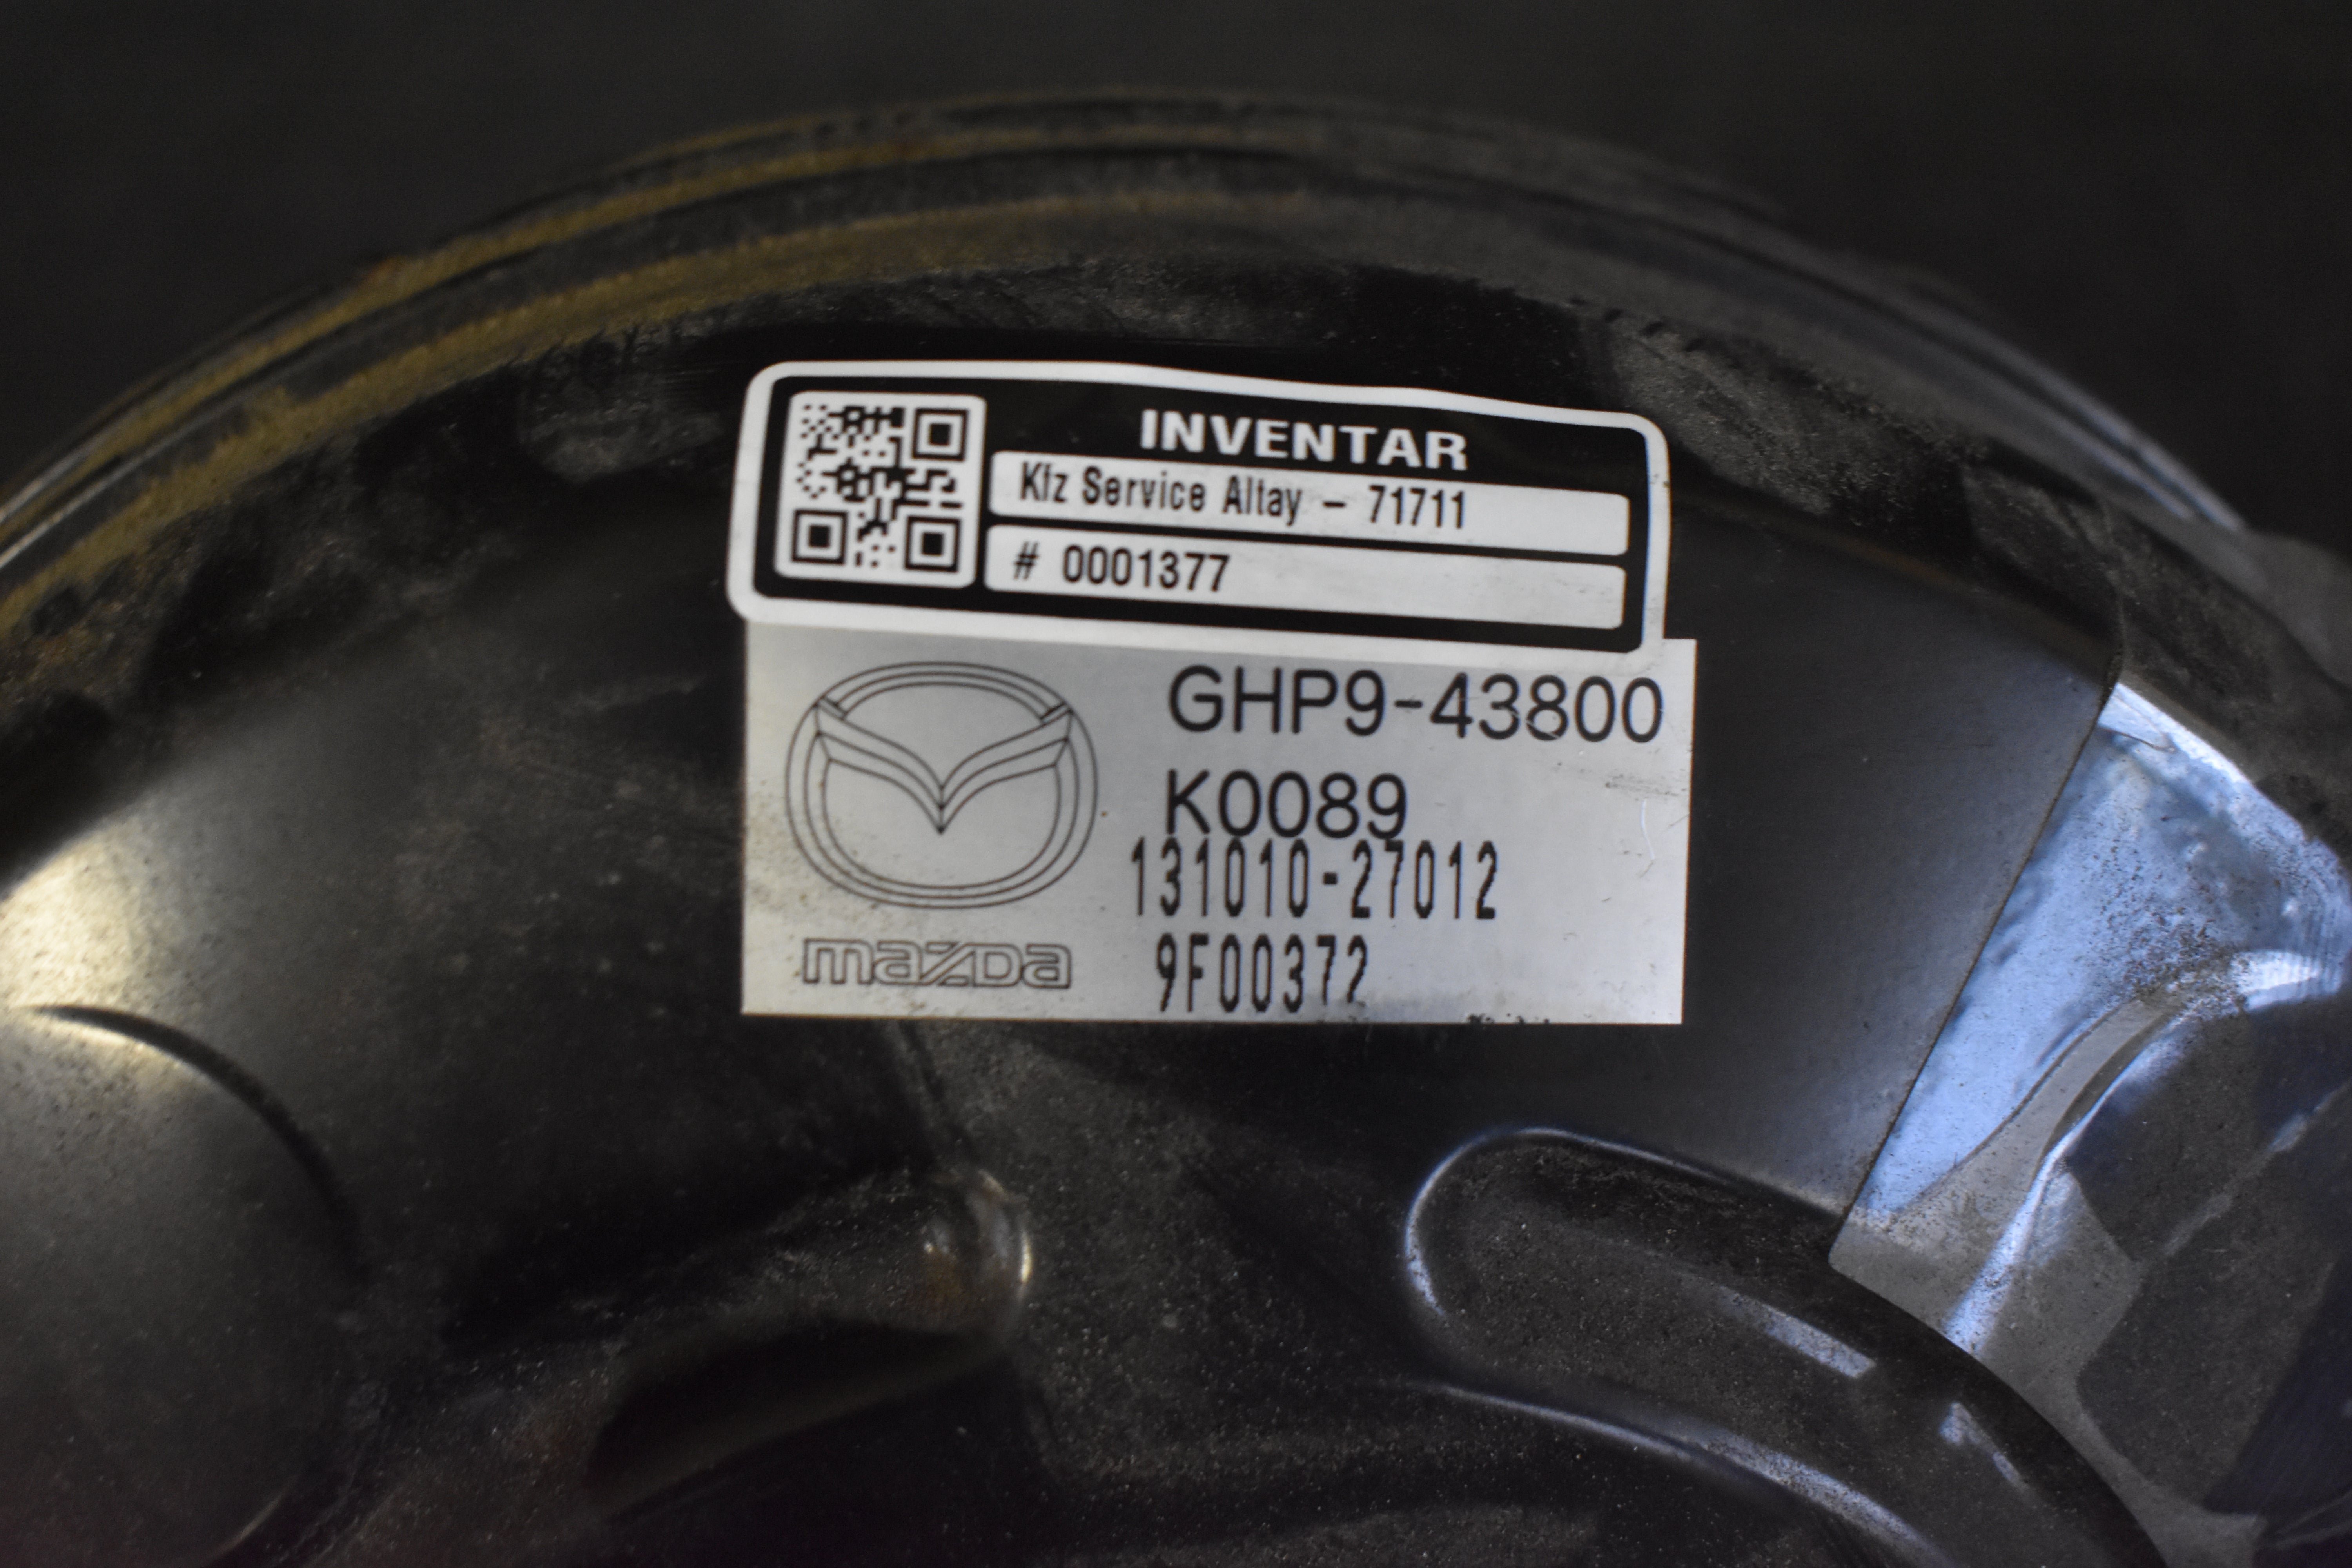 INVENTAR
Kfz Service Altay - 71711
# 0001377
GHP9-43800
K0089
131010-27012
mazda
9F00372